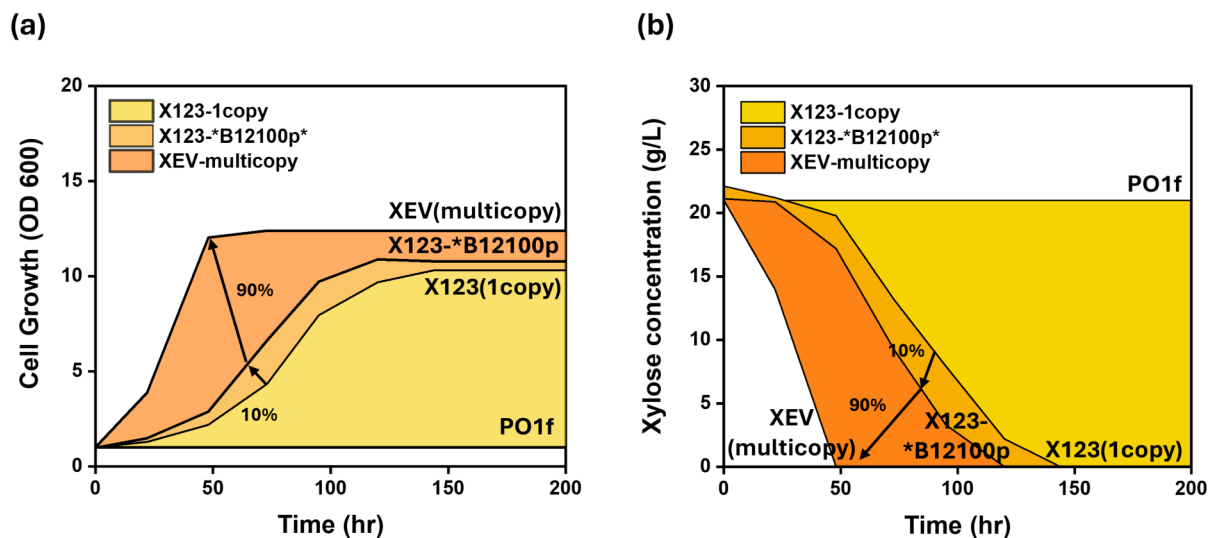 (a)
20
15
10
5
0
0
50
100
150
200
Cell Growth (OD 600)
Time (hr)
X123-1copy
X123-*B12100p*
XEV-multicopy
XEV(multicopy)
X123-*B12100p
X123(1copy)
90%
10%
PO1f
(b)
30
25
20
15
10
5
0
0
50
100
150
200
Xylose concentration (g/L)
Time (hr)
X123-1copy
X123-*B12100p*
XEV-multicopy
PO1f
10%
90%
XEV
(multicopy)
X123-
*B12100p
X123(1copy)